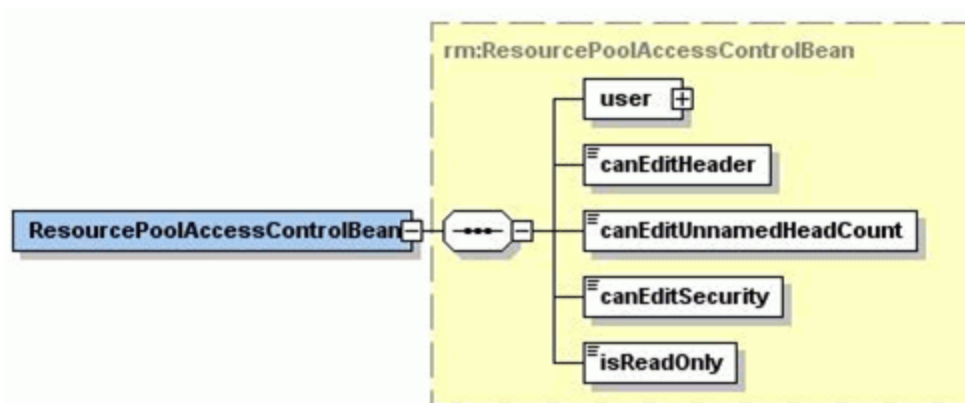 rm:ResourcePoolAccessControlBean
user
canEditHeader
ResourcePoolAccessControlBean
canEditUnnamedHeadCount
canEditSecurity
isReadOnly